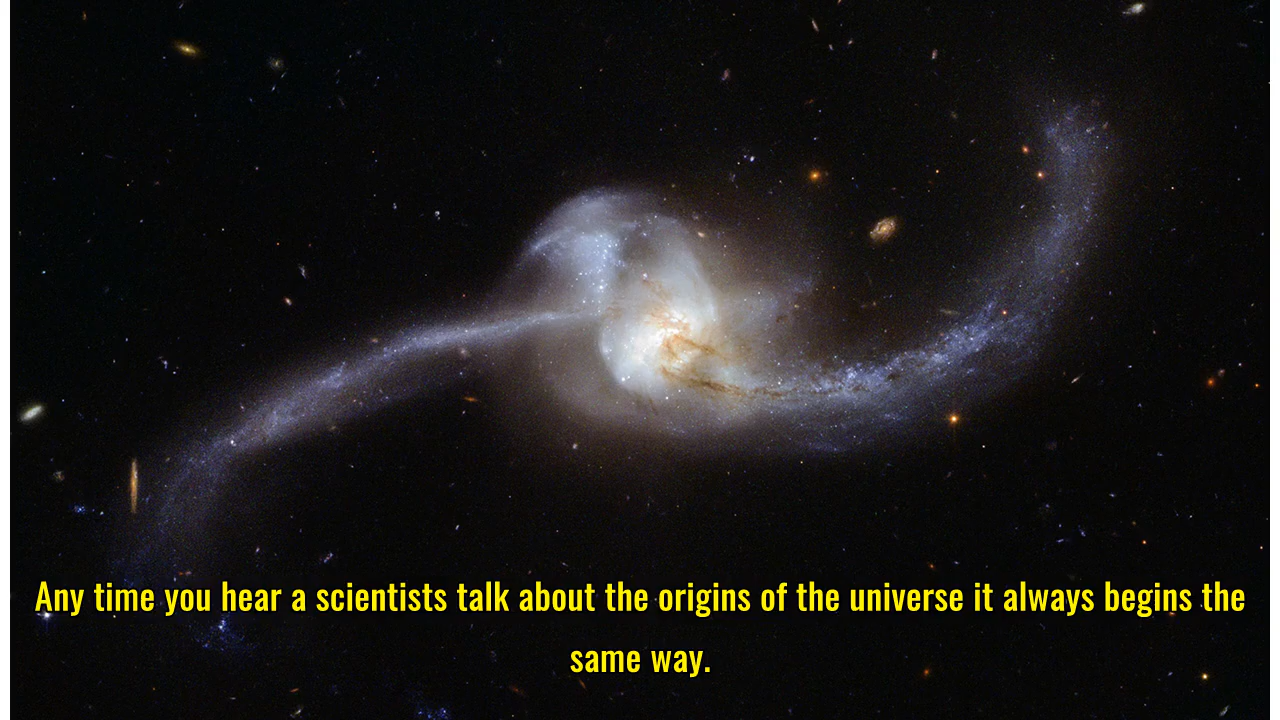 Any time you hear a scientists talk about the origins of the universe it always begins the
same way.